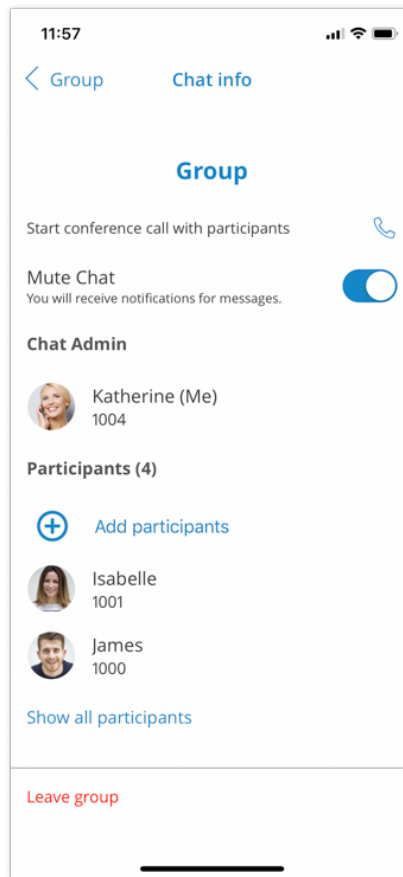 11:57
Group
Chat info
Group
Start conference call with participants
Mute Chat
You will receive notifications for messages.
Chat Admin
Katherine (Me)
1004
Participants (4)
Add participants
Isabelle
1001
James
1000
Show all participants
Leave group